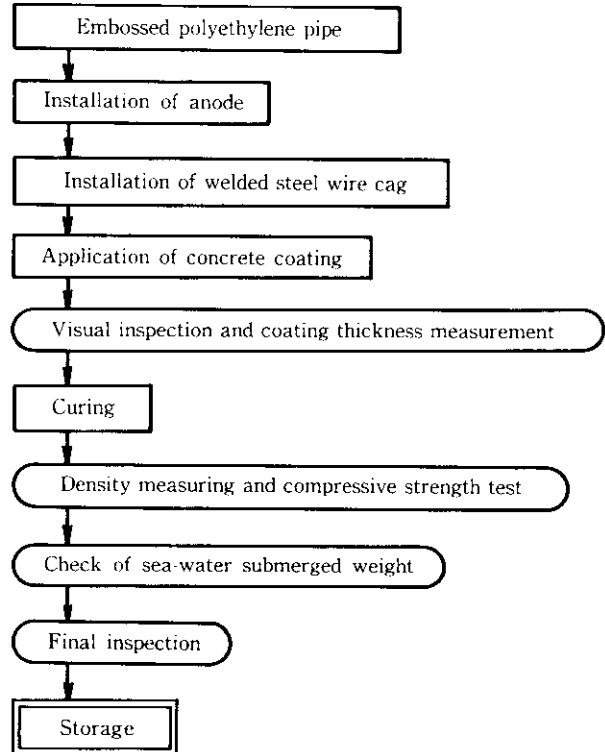 Embossed polyethylene pipe
Installation of anode
Installation of welded steel wire cag
Application of concrete coating
Visual inspection and coating thickness measurement
Curing
Density measuring and compressive strength test
Check of sea-water submerged weight
Final inspection
Storage